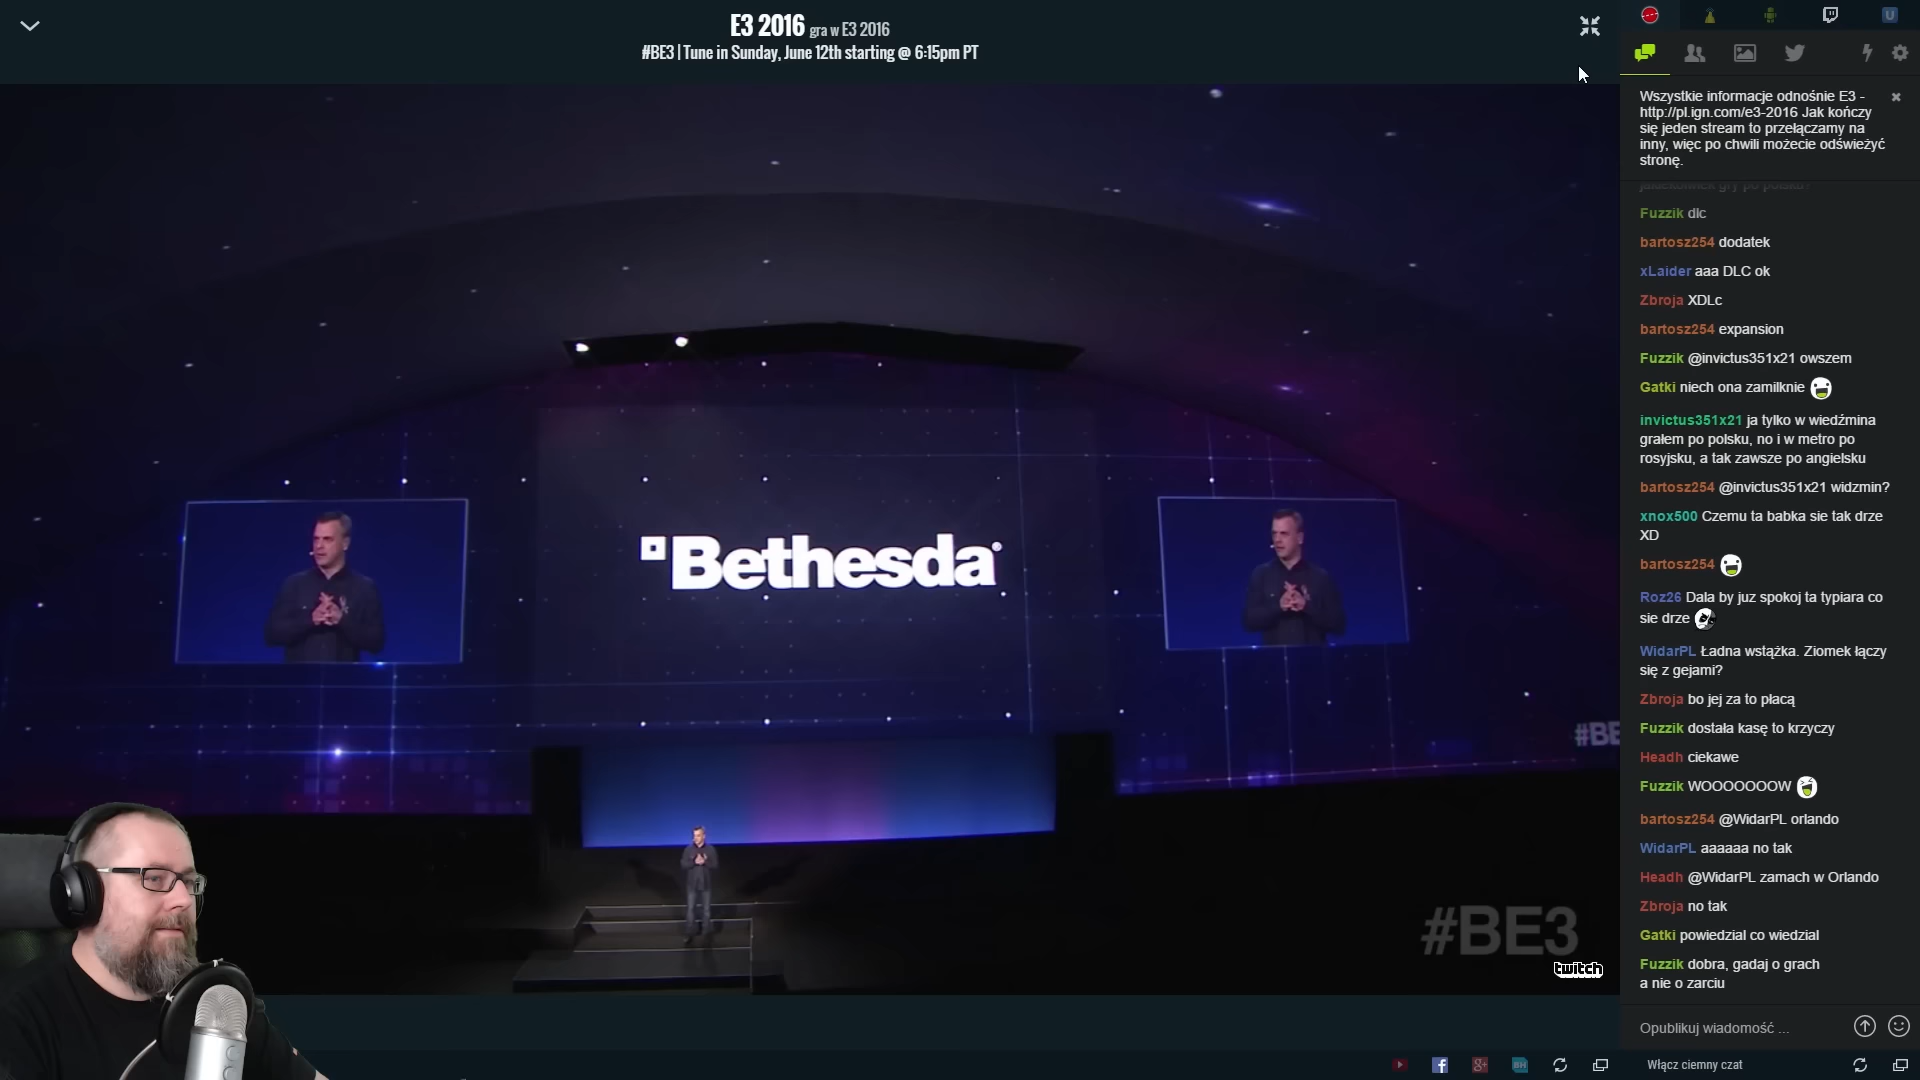 E3 2016 gra w E3 2016
#BE3 | Tune in Sunday, June 12th starting @ 6:15pm PT
Bethesda®
#BE
#BE3
twitch
Wszystkie informacje odnośnie E3 -
http://pl.ign.com/e3-2016 Jak kończy
się jeden stream to przełączamy na
inny, więc po chwili możecie odświeżyć
stronę.
Fuzzik dlc
bartosz254 dodatek
xLaider aaa DLC ok
Zbroja XDLc
bartosz254 expansion
Fuzzik @invictus351x21 owszem
Gatki niech ona zamilknie
invictus351x21 ja tylko w wiedźmina
grałem po polsku, no i w metro po
rosyjsku, a tak zawsze po angielsku
bartosz254 @invictus351x21 widzmin?
xnox500 Czemu ta babka sie tak drze
XD
bartosz254
Roz26 Dala by juz spokoj ta typiara co
sie drze
WidarPL Ładna wstążka. Ziomek łączy
się z gejami?
Zbroja bo jej za to płacą
Fuzzik dostała kasę to krzyczy
Headh ciekawe
Fuzzik WOOOOOOOW
bartosz254 @WidarPL orlando
WidarPL aaaaaa no tak
Headh @WidarPL zamach w Orlando
Zbroja no tak
Gatki powiedzial co wiedzial
Fuzzik dobra, gadaj o grach
a nie o zarciu
Opublikuj wiadomość ...
Włącz ciemny czat